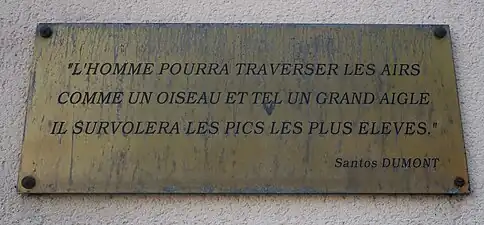 "L'HOMME POURRA TRAVERSER LES AIRS
COMME UN OISEAU ET TEL UN GRAND AIGLE
IL SURVOLERA LES PICS LES PLUS ELEVES."
Santos DUMONT